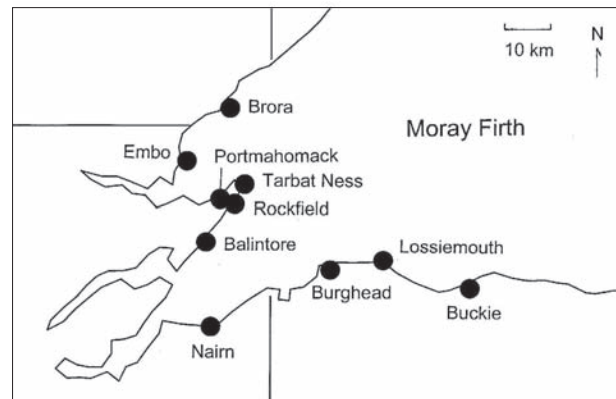 N
10 km
Brora
Moray Firth
Embo
Portmahomack
Tarbat Ness
Rockfield
Balintore
Lossiemouth
Burghead
Buckie
Nairn